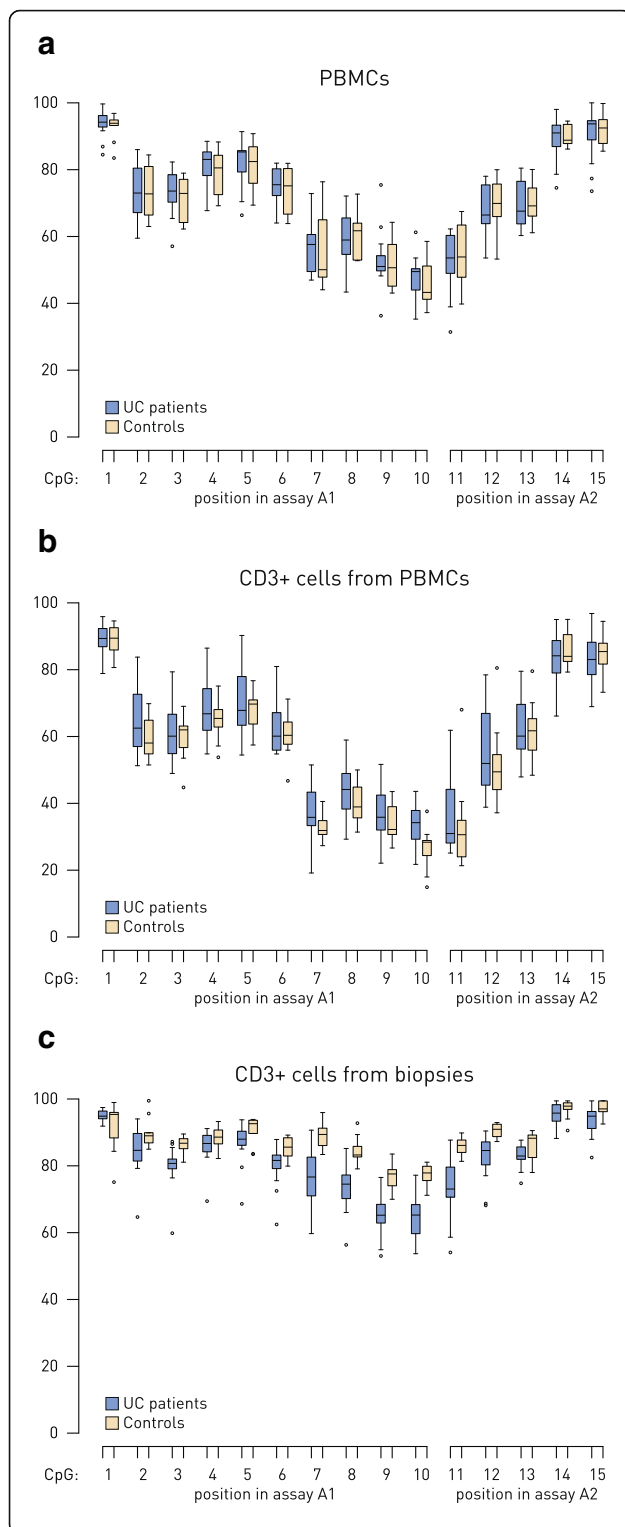 a
PBMCs
100
80
60
40
20
0
UC patients
Controls
CpG: 1 2 3 4 5 6 7 8 9 10 11 12 13 14 15
position in assay A1 position in assay A2
b
CD3+ cells from PBMCs
100
80
60
40
20
0
UC patients
Controls
CpG: 1 2 3 4 5 6 7 8 9 10 11 12 13 14 15
position in assay A1 position in assay A2
c
CD3+ cells from biopsies
100
80
60
40
20
0
UC patients
Controls
CpG: 1 2 3 4 5 6 7 8 9 10 11 12 13 14 15
position in assay A1 position in assay A2